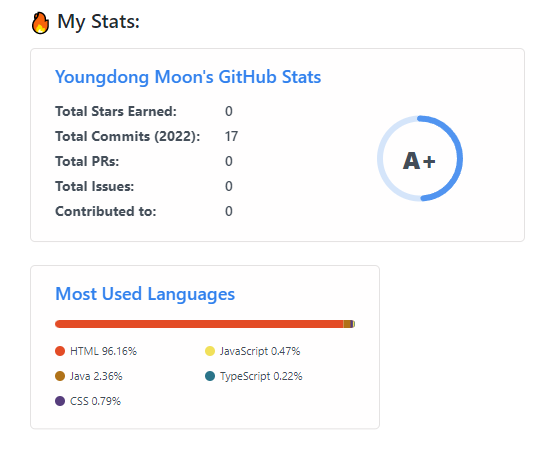 🔥 My Stats:
Youngdong Moon's GitHub Stats
Total Stars Earned: 0
Total Commits (2022): 17
Total PRs: 0
Total Issues: 0
Contributed to: 0
A+
Most Used Languages
HTML 96.16% JavaScript 0.47%
Java 2.36% TypeScript 0.22%
CSS 0.79%